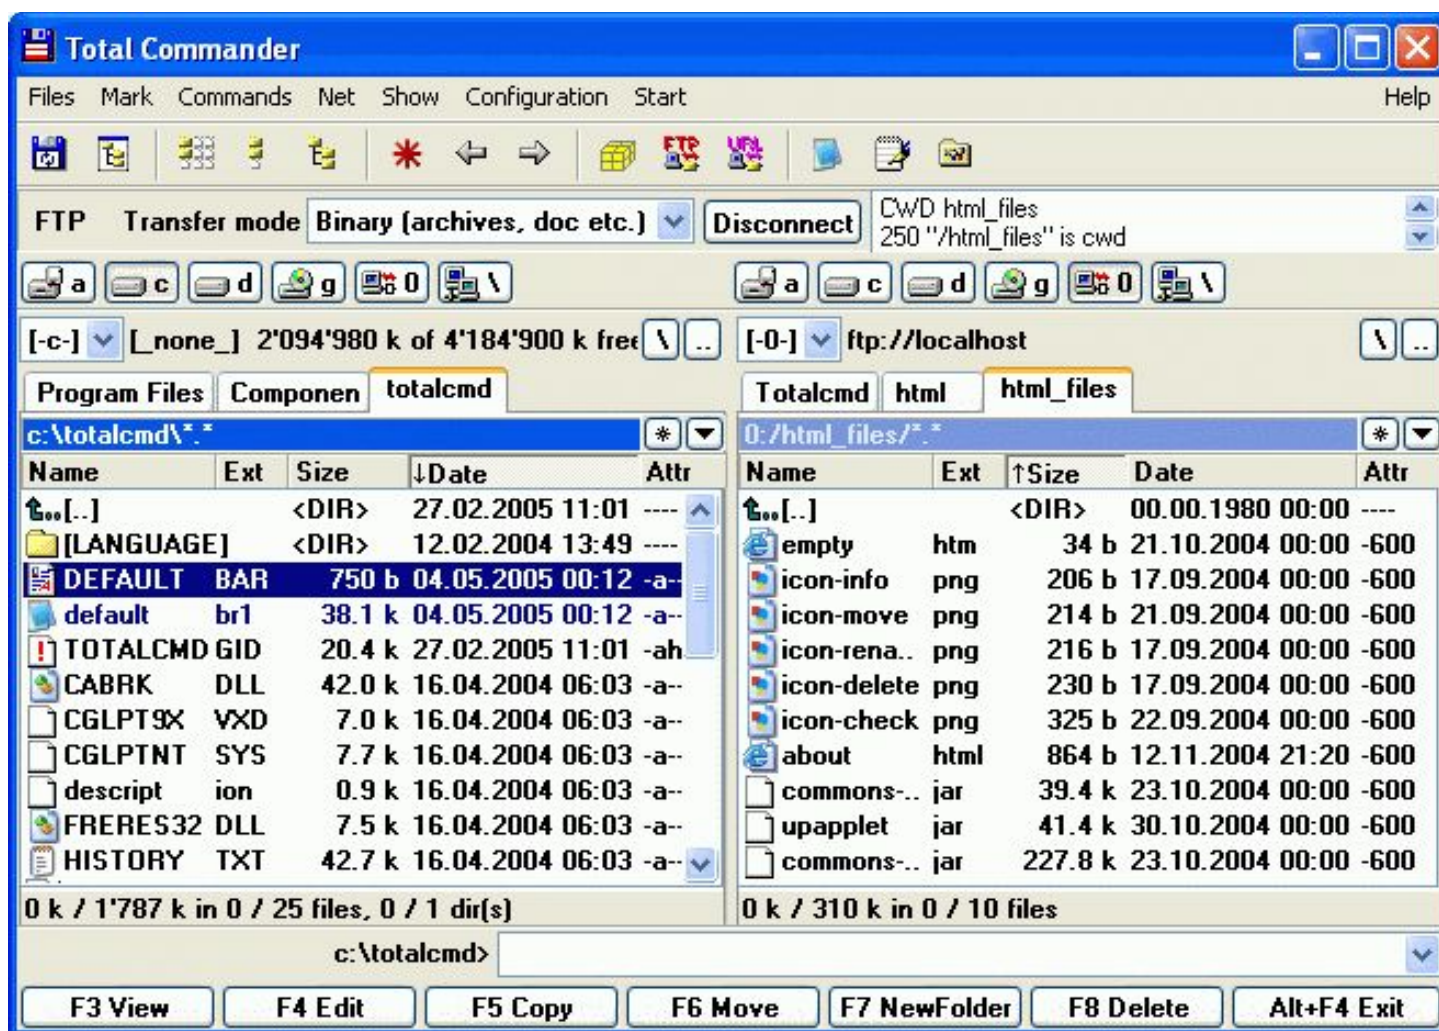 Total Commander
Files Mark Commands Net Show Configuration Start Help
FTP Transfer mode Binary (archives, doc etc.) Disconnect
CWD html_files
250 "/html_files" is cwd
a c d g 0 \ a c d g 0 \
[-c-] [_none_] 2'094'980 k of 4'184'900 k free \ .. [-0-] ftp://localhost \ ..
Program Files Componen totalcmd Totalcmd html html_files
c:\totalcmd\*.* * 0:/html_files/*.* *
Name Ext Size ↓Date Attr Name Ext ↑Size Date Attr
[..] <DIR> 27.02.2005 11:01 ---- [..] <DIR> 00.00.1980 00:00 ----
[LANGUAGE] <DIR> 12.02.2004 13:49 ---- empty htm 34 b 21.10.2004 00:00 -600
DEFAULT BAR 750 b 04.05.2005 00:12 -a-- icon-info png 206 b 17.09.2004 00:00 -600
default br1 38.1 k 04.05.2005 00:12 -a-- icon-move png 214 b 21.09.2004 00:00 -600
TOTALCMD GID 20.4 k 27.02.2005 11:01 -ah- icon-rena.. png 216 b 17.09.2004 00:00 -600
CABRK DLL 42.0 k 16.04.2004 06:03 -a-- icon-delete png 230 b 17.09.2004 00:00 -600
CGLPT9X VXD 7.0 k 16.04.2004 06:03 -a-- icon-check png 325 b 22.09.2004 00:00 -600
CGLPTNT SYS 7.7 k 16.04.2004 06:03 -a-- about html 864 b 12.11.2004 21:20 -600
descript ion 0.9 k 16.04.2004 06:03 -a-- commons-.. jar 39.4 k 23.10.2004 00:00 -600
FRERES32 DLL 7.5 k 16.04.2004 06:03 -a-- upapplet jar 41.4 k 30.10.2004 00:00 -600
HISTORY TXT 42.7 k 16.04.2004 06:03 -a-- commons-.. jar 227.8 k 23.10.2004 00:00 -600
0 k / 1'787 k in 0 / 25 files, 0 / 1 dir(s) 0 k / 310 k in 0 / 10 files
c:\totalcmd>
F3 View F4 Edit F5 Copy F6 Move F7 NewFolder F8 Delete Alt+F4 Exit